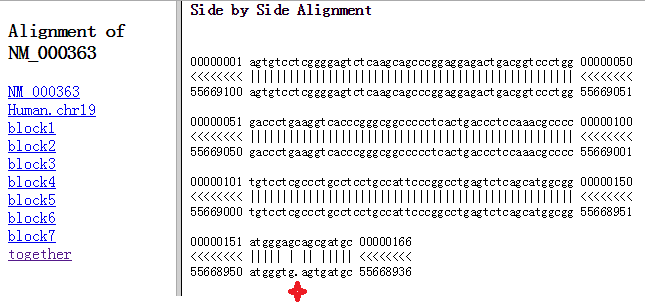 Alignment of
NM_000363
NM_000363
Human.chr19
block1
block2
block3
block4
block5
block6
block7
together
Side by Side Alignment
00000001 agtgtcctcggggagtctcaagcagcccggaggagactgacggtccctgg 00000050
<<<<<<<< |||||||||||||||||||||||||||||||||||||||||||||||||| <<<<<<<<
55669100 agtgtcctcggggagtctcaagcagcccggaggagactgacggtccctgg 55669051
00000051 gaccctgaaggtcacccgggcggccccctcactgaccctccaaacgcccc 00000100
<<<<<<<< |||||||||||||||||||||||||||||||||||||||||||||||||| <<<<<<<<
55669050 gaccctgaaggtcacccgggcggccccctcactgaccctccaaacgcccc 55669001
00000101 tgtcctcgccctgcctcctgccattcccggcctgagtctcagcatggcgg 00000150
<<<<<<<< |||||||||||||||||||||||||||||||||||||||||||||||||| <<<<<<<<
55669000 tgtcctcgccctgcctcctgccattcccggcctgagtctcagcatggcgg 55668951
00000151 atgggagcagcgatgc 00000166
<<<<<<<< ||||| | || ||||| <<<<<<<<
55668950 atgggtg.agtgatgc 55668936